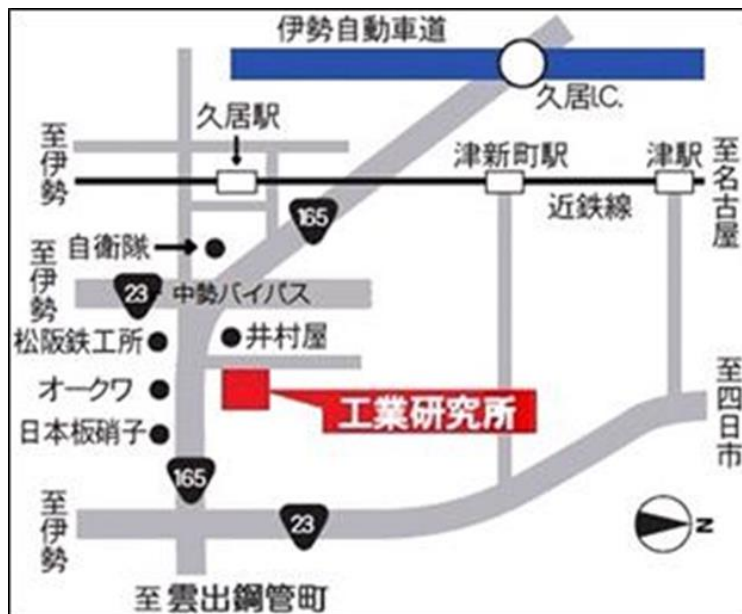 伊勢自動車道
久居I.C.
久居駅
至伊勢
津新町駅
津駅
至名古屋
近鉄線
165
自衛隊
至伊勢
23
中勢バイパス
松阪鉄工所
井村屋
オークワ
工業研究所
日本板硝子
至四日市
165
至伊勢
23
N
至 雲出鋼管町